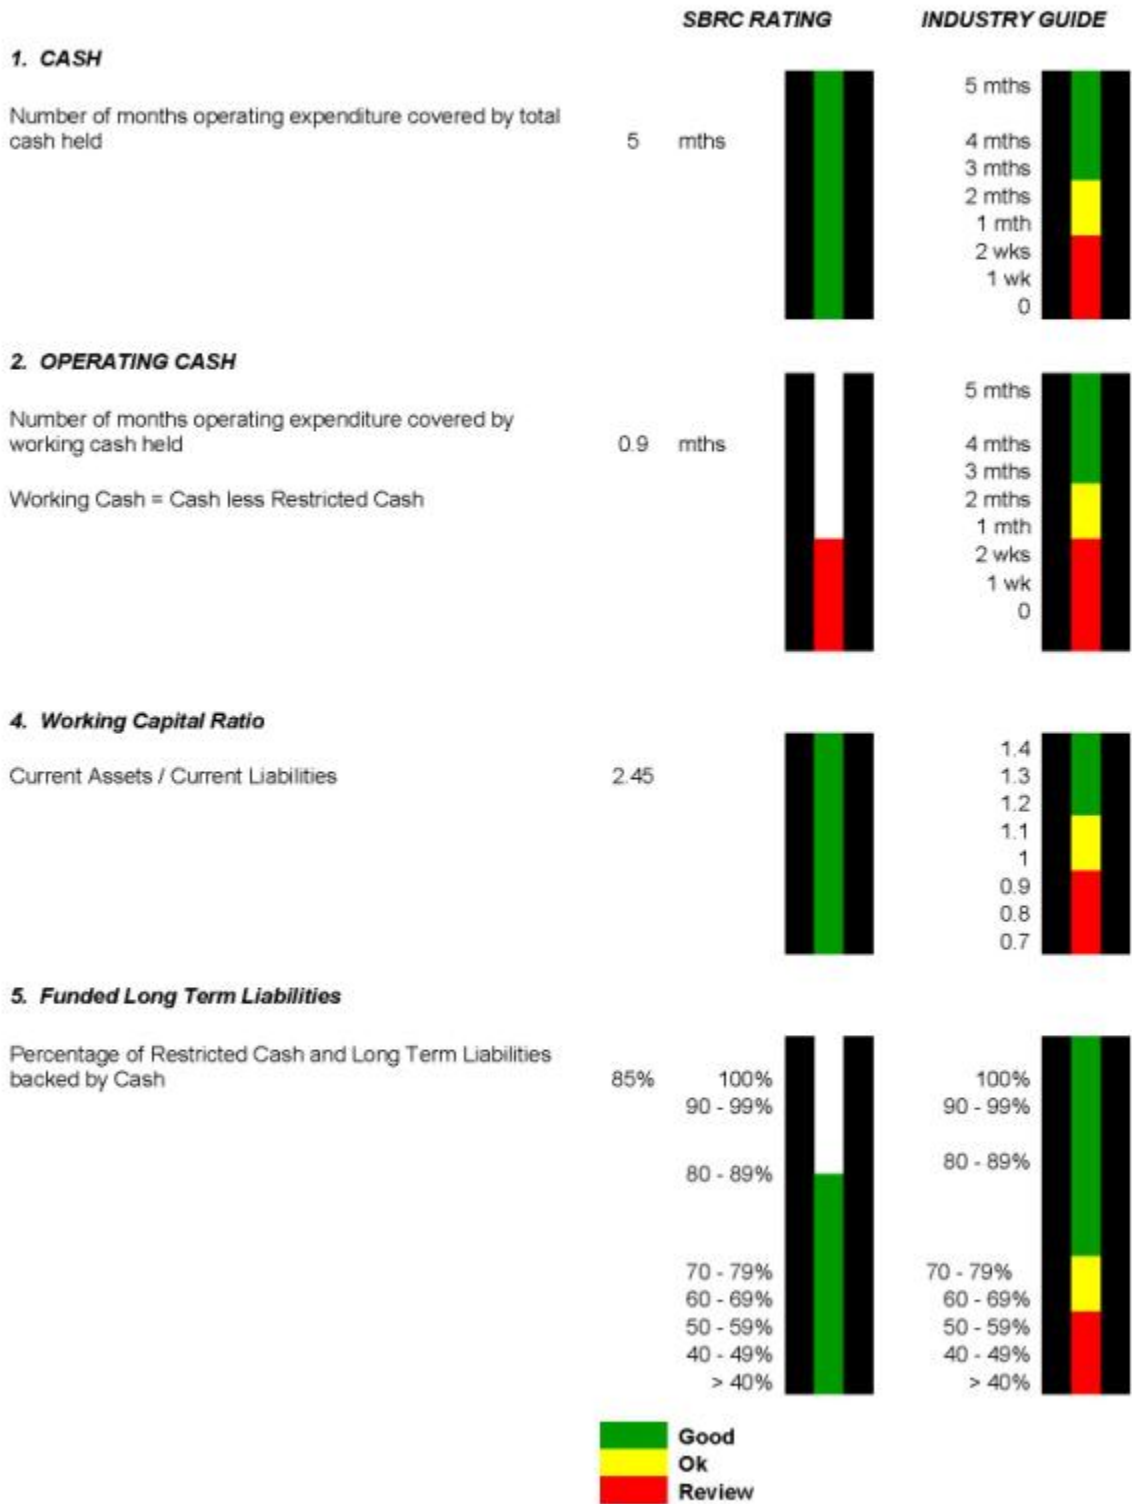 SBRC RATING INDUSTRY GUIDE
1. CASH
Number of months operating expenditure covered by total
cash held 5 mths
5 mths
4 mths
3 mths
2 mths
1 mth
2 wks
1 wk
0
2. OPERATING CASH
Number of months operating expenditure covered by
working cash held 0.9 mths
Working Cash = Cash less Restricted Cash
5 mths
4 mths
3 mths
2 mths
1 mth
2 wks
1 wk
0
4. Working Capital Ratio
Current Assets / Current Liabilities 2.45
1.4
1.3
1.2
1.1
1
0.9
0.8
0.7
5. Funded Long Term Liabilities
Percentage of Restricted Cash and Long Term Liabilities
backed by Cash 85% 100% 100%
90 - 99% 90 - 99%
80 - 89% 80 - 89%
70 - 79% 70 - 79%
60 - 69% 60 - 69%
50 - 59% 50 - 59%
40 - 49% 40 - 49%
> 40% > 40%
Good
Ok
Review